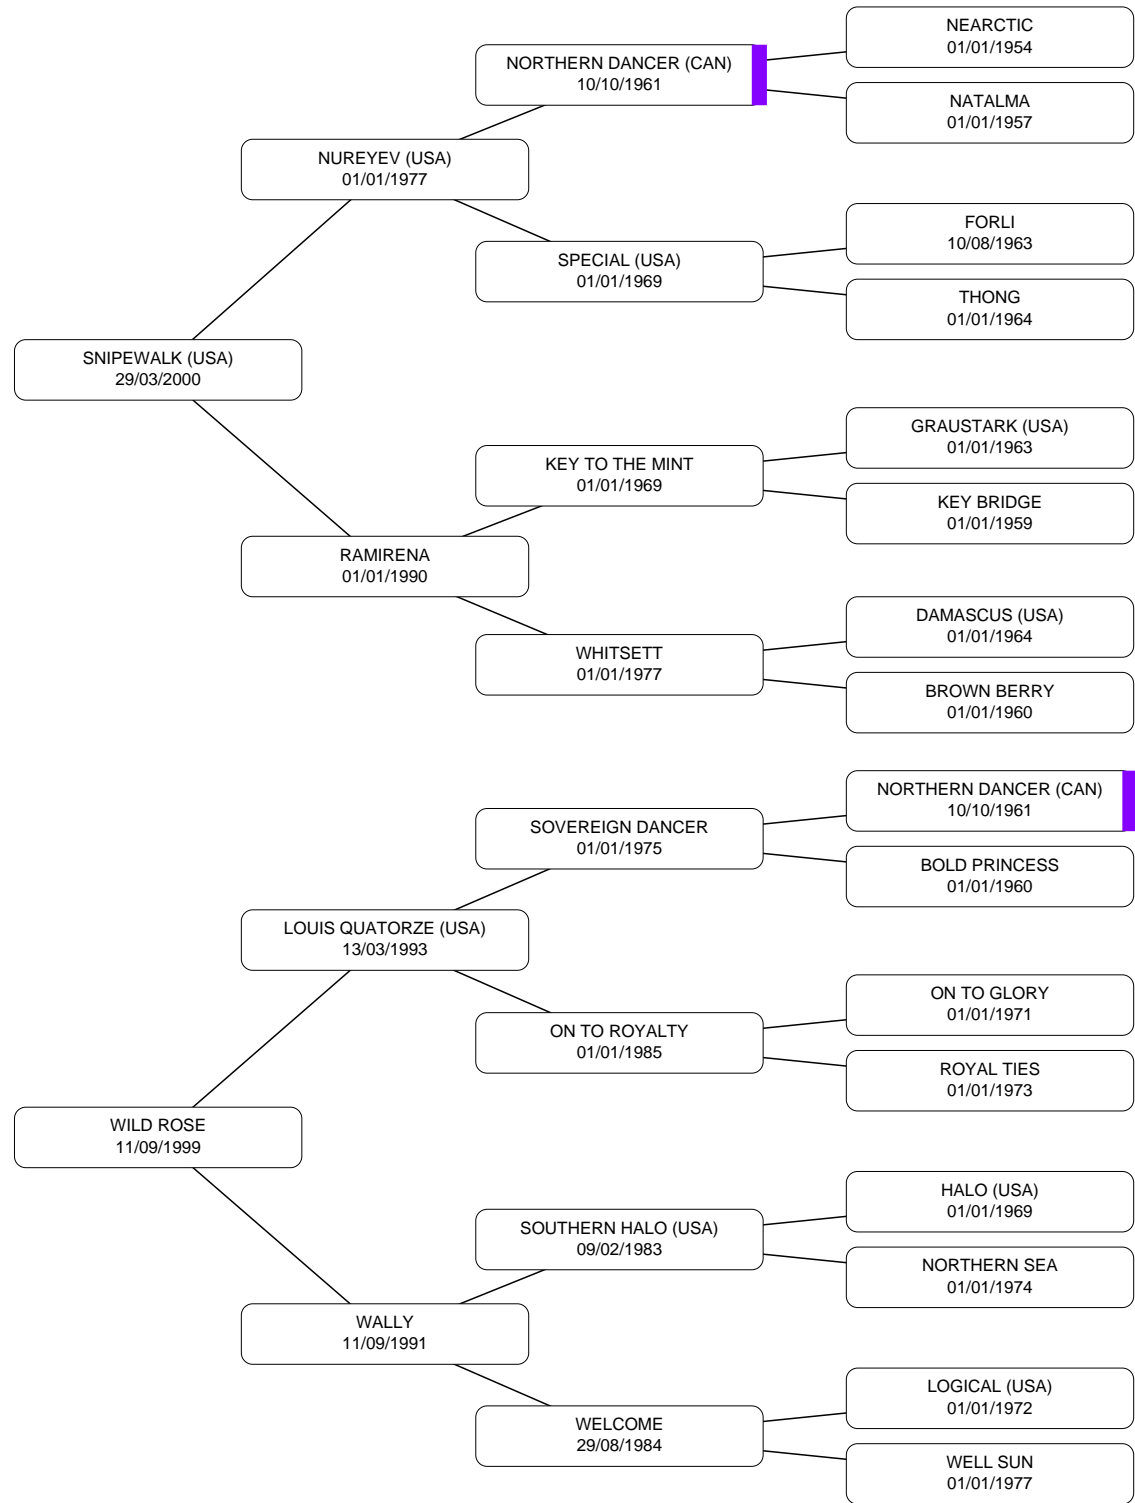 NEARCTIC
01/01/1954
NORTHERN DANCER (CAN)
10/10/1961
NATALMA
01/01/1957
NUREYEV (USA)
01/01/1977
FORLI
10/08/1963
SPECIAL (USA)
01/01/1969
THONG
01/01/1964
SNIPEWALK (USA)
29/03/2000
GRAUSTARK (USA)
01/01/1963
KEY TO THE MINT
01/01/1969
KEY BRIDGE
01/01/1959
RAMIRENA
01/01/1990
DAMASCUS (USA)
01/01/1964
WHITSETT
01/01/1977
BROWN BERRY
01/01/1960
NORTHERN DANCER (CAN)
10/10/1961
SOVEREIGN DANCER
01/01/1975
BOLD PRINCESS
01/01/1960
LOUIS QUATORZE (USA)
13/03/1993
ON TO GLORY
01/01/1971
ON TO ROYALTY
01/01/1985
ROYAL TIES
01/01/1973
WILD ROSE
11/09/1999
HALO (USA)
01/01/1969
SOUTHERN HALO (USA)
09/02/1983
NORTHERN SEA
01/01/1974
WALLY
11/09/1991
LOGICAL (USA)
01/01/1972
WELCOME
29/08/1984
WELL SUN
01/01/1977